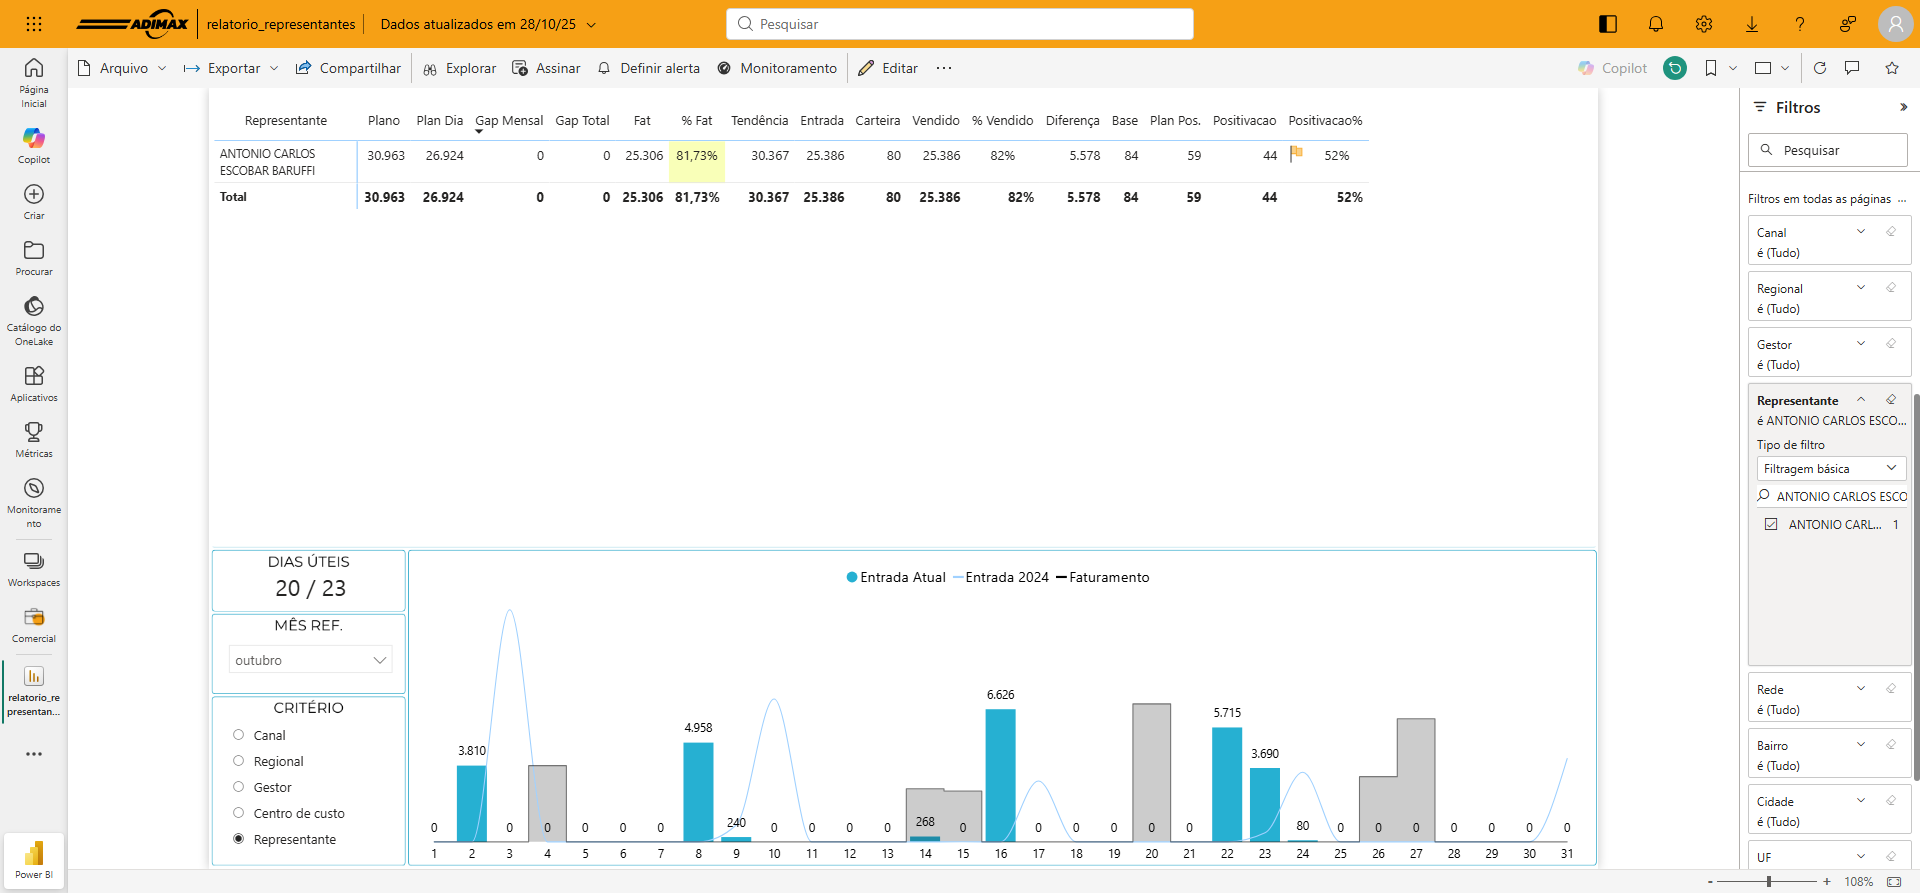 ADIMAX relatorio_representantes Dados atualizados em 28/10/25 Pesquisar
Arquivo Exportar Compartilhar Explorar Assinar Definir alerta Monitoramento Editar ... Copilot
Página
Inicial
Copilot
Criar
Procurar
Catálogo do
OneLake
Aplicativos
Métricas
Monitorame
nto
Workspaces
Comercial
relatorio_re
presentan...
Power BI
Representante Plano Plan Dia Gap Mensal Gap Total Fat % Fat Tendência Entrada Carteira Vendido % Vendido Diferença Base Plan Pos. Positivacao Positivacao%
ANTONIO CARLOS
ESCOBAR BARUFFI 30.963 26.924 0 0 25.306 81,73% 30.367 25.386 80 25.386 82% 5.578 84 59 44 52%
Total 30.963 26.924 0 0 25.306 81,73% 30.367 25.386 80 25.386 82% 5.578 84 59 44 52%
DIAS ÚTEIS
20 / 23
MÊS REF.
outubro
CRITÉRIO
Canal
Regional
Gestor
Centro de custo
Representante
Entrada Atual Entrada 2024 Faturamento
0 3.810 0 0 0 0 0 4.958 240 0 0 0 0 268 0 6.626 0 0 0 0 0 5.715 3.690 80 0 0 0 0 0 0 0
1 2 3 4 5 6 7 8 9 10 11 12 13 14 15 16 17 18 19 20 21 22 23 24 25 26 27 28 29 30 31
Filtros
Pesquisar
Filtros em todas as páginas ...
Canal
é (Tudo)
Regional
é (Tudo)
Gestor
é (Tudo)
Representante
é ANTONIO CARLOS ESCO...
Tipo de filtro
Filtragem básica
ANTONIO CARLOS ESCO
ANTONIO CARL... 1
Rede
é (Tudo)
Bairro
é (Tudo)
Cidade
é (Tudo)
UF
- + 108%